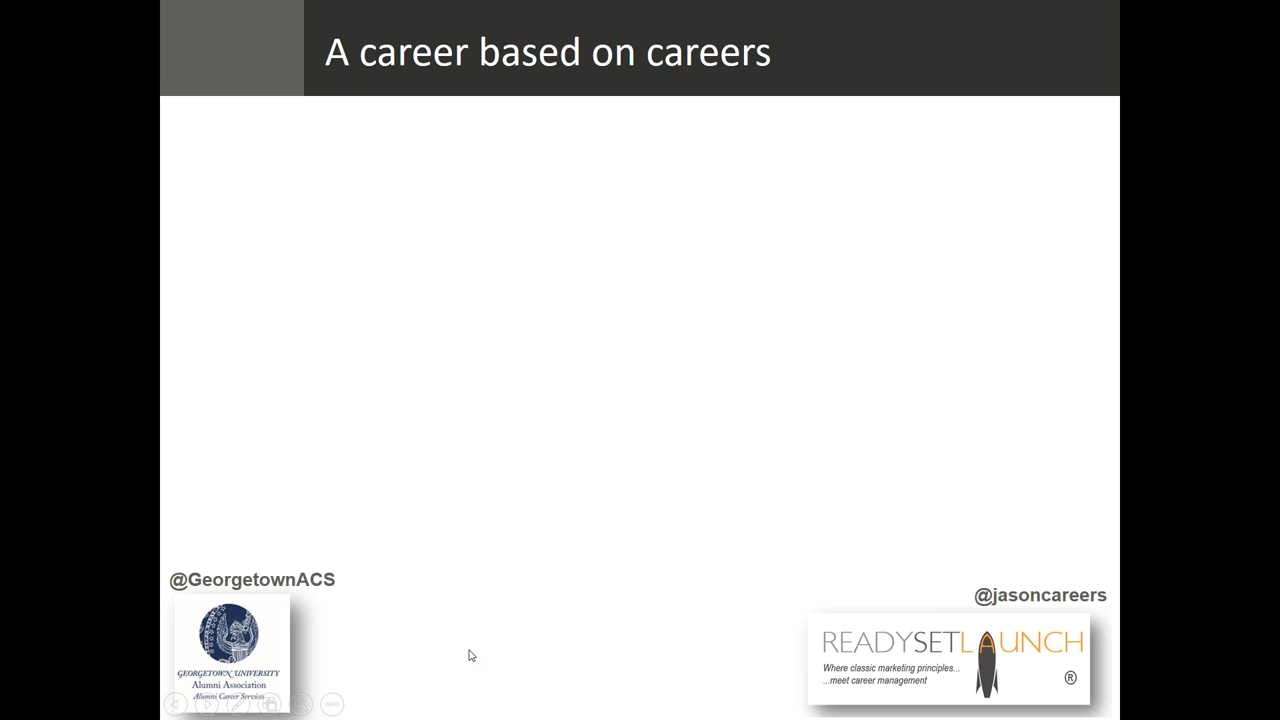 A career based on careers
@GeorgetownACS
GEORGETOWN UNIVERSITY
Alumni Association
Alumni Career Services
@jasoncareers
READYSETLAUNCH
Where classic marketing principles...
...meet career management
®